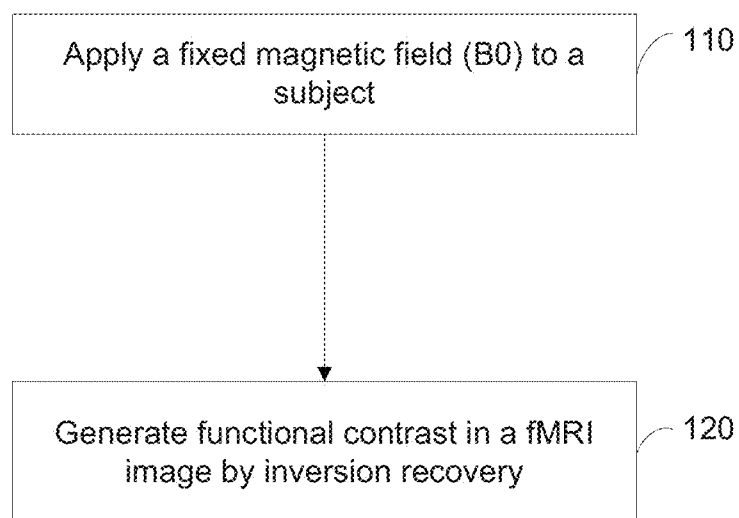 Apply a fixed magnetic field (B0) to a
subject
110
Generate functional contrast in a fMRI
image by inversion recovery
120